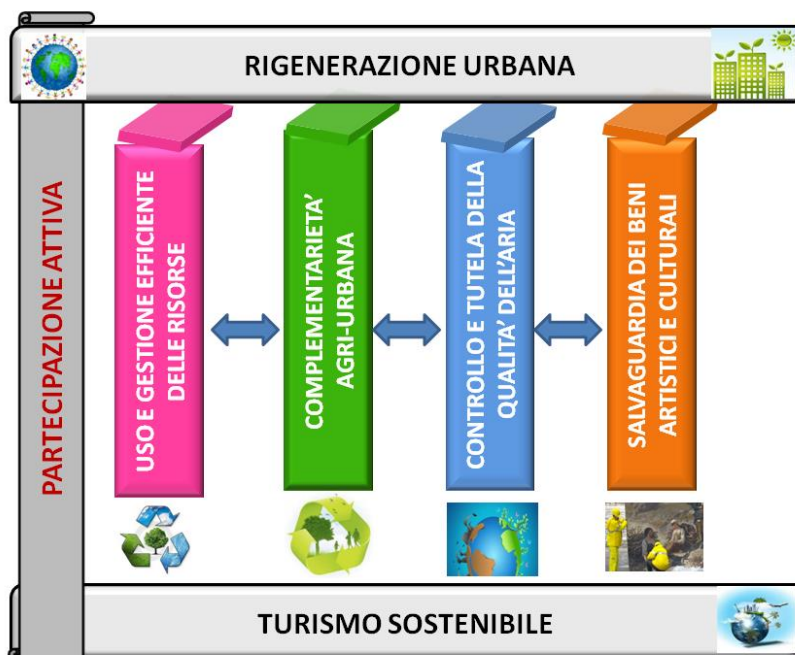 RIGENERAZIONE URBANA
PARTECIPAZIONE ATTIVA
USO E GESTIONE EFFICIENTE
DELLE RISORSE
COMPLEMENTARIETA'
AGRI-URBANA
CONTROLLO E TUTELA DELLA
QUALITA' DELL'ARIA
SALVAGUARDIA DEI BENI
ARTISTICI E CULTURALI
TURISMO SOSTENIBILE